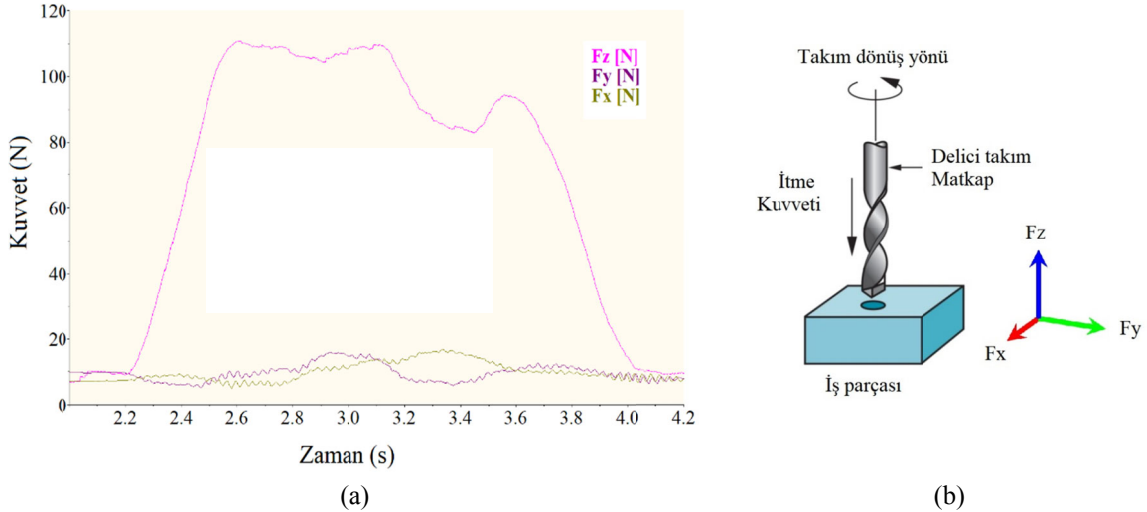 120
100
80
60
40
20
0
Kuvvet (N)
Fz [N]
Fy [N]
Fx [N]
2.2
2.6
2.8
3.0
3.2
3.4
3.6
3.8
4.0
4.2
Zaman (s)
(a)
Takım dönüş yönü
İtme
Kuvveti
Delici takım
Matkap
Fz
Fy
Fx
İş parçası
(b)